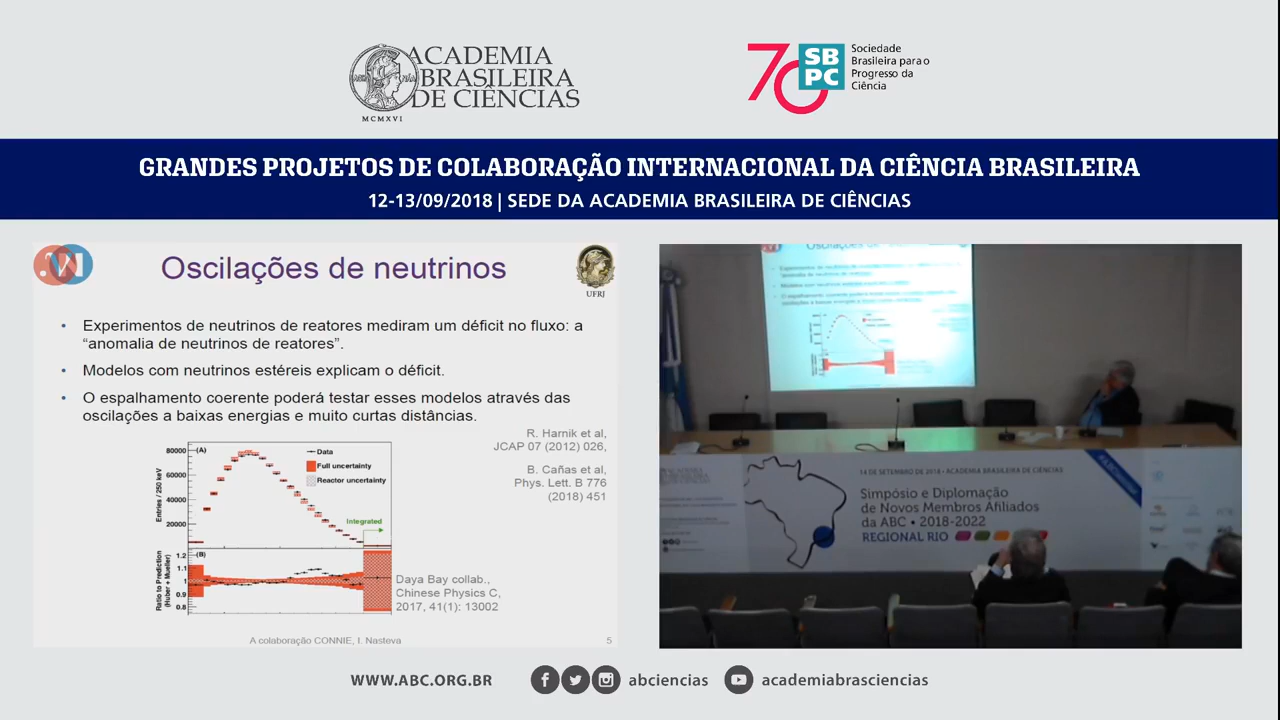 ACADEMIA
BRASILEIRA
DE CIÊNCIAS
MCMXVI
70
SB
PC
Sociedade
Brasileira para o
Progresso da
Ciência
GRANDES PROJETOS DE COLABORAÇÃO INTERNACIONAL DA CIÊNCIA BRASILEIRA
12-13/09/2018 | SEDE DA ACADEMIA BRASILEIRA DE CIÊNCIAS
Oscilações de neutrinos
UFRJ
• Experimentos de neutrinos de reatores mediram um déficit no fluxo: a
“anomalia de neutrinos de reatores”.
• Modelos com neutrinos estéreis explicam o déficit.
• O espalhamento coerente poderá testar esses modelos através das
oscilações a baixas energias e muito curtas distâncias.
R. Harnik et al,
JCAP 07 (2012) 026,
B. Cañas et al,
Phys. Lett. B 776
(2018) 451
Entries / 250 keV
80000
60000
40000
20000
(A)
Data
Full uncertainty
Reactor uncertainty
Integrated
Ratio to Prediction
(Huber + Mueller)
1.2
1.1
1
0.9
0.8
(B)
Daya Bay collab.,
Chinese Physics C,
2017, 41(1): 13002
A colaboração CONNIE, I. Nasteva
5
14 DE SETEMBRO DE 2018 • ACADEMIA BRASILEIRA DE CIÊNCIAS
Simpósio e Diplomação
de Novos Membros Afiliados
da ABC • 2018-2022
REGIONAL RIO
WWW.ABC.ORG.BR
abciencias
academiabrasciencias